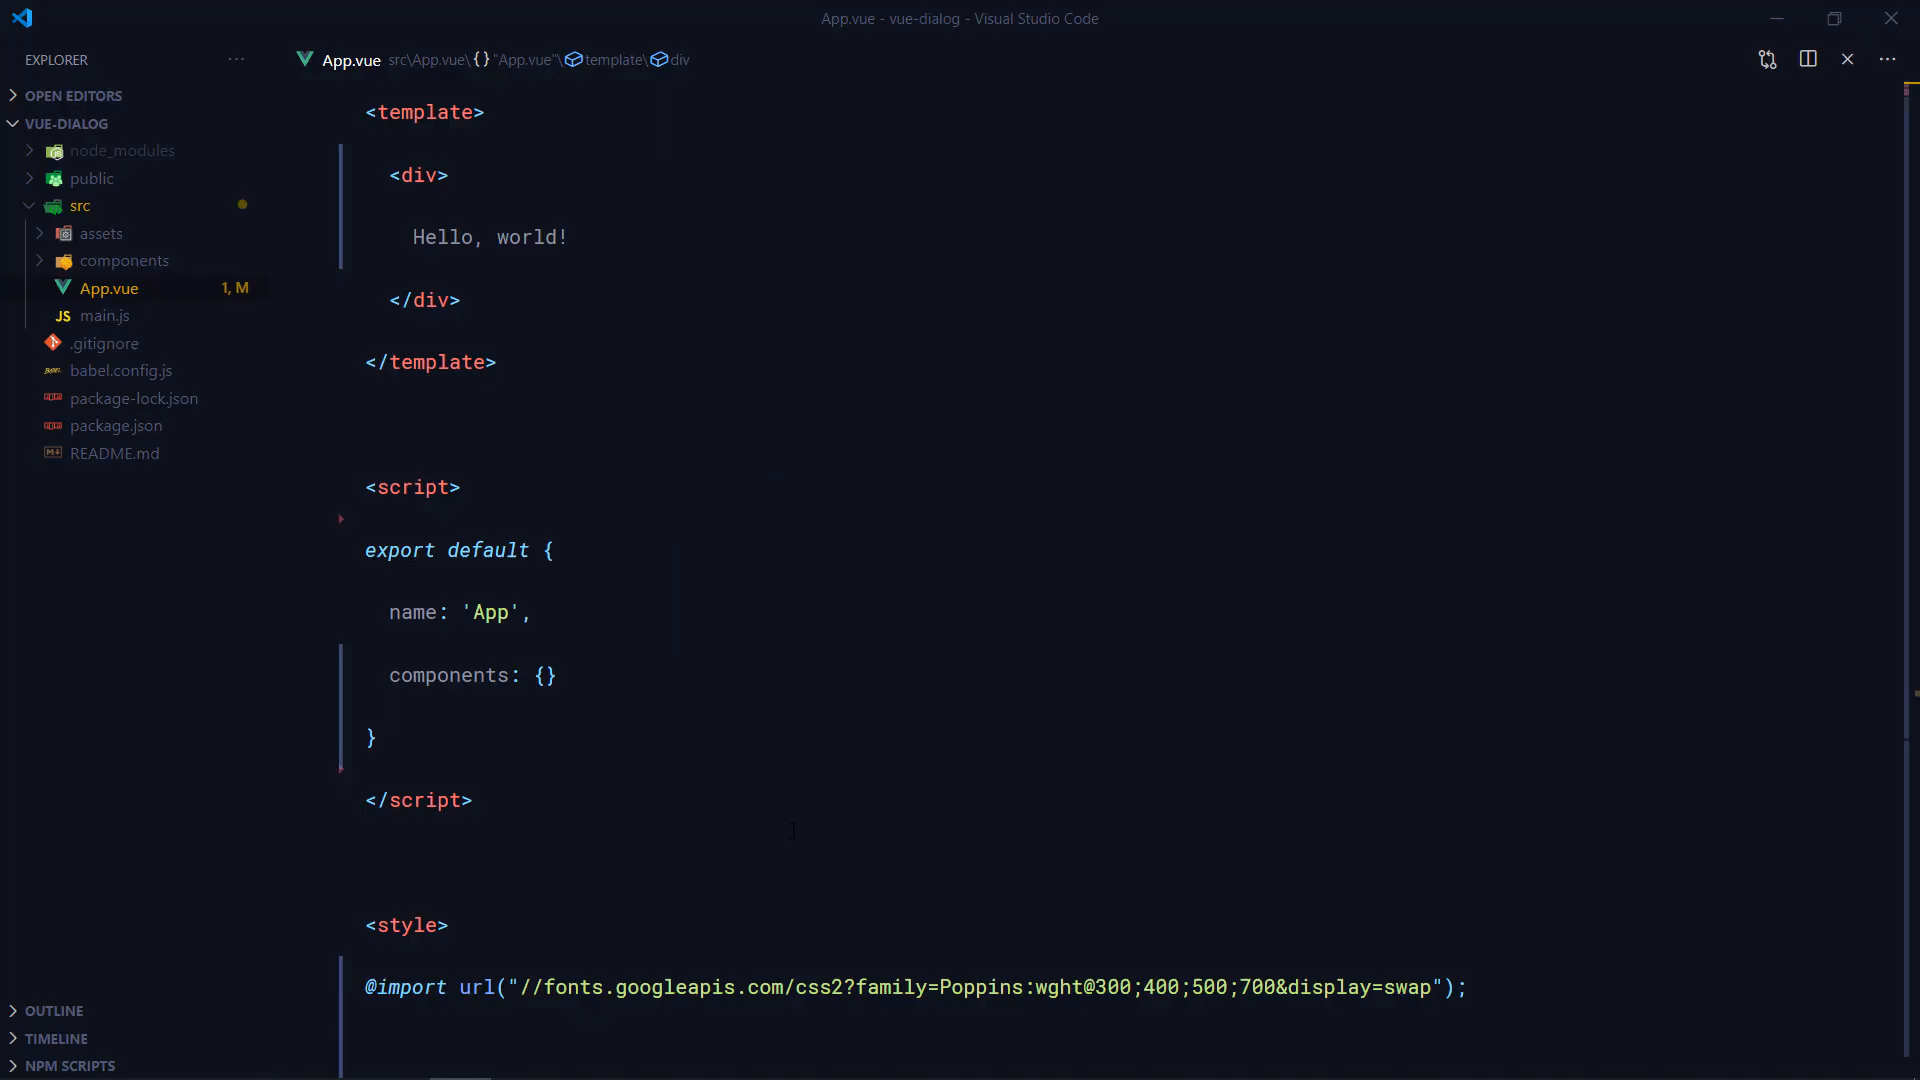 App.vue - vue-dialog - Visual Studio Code
EXPLORER
App.vue src\App.vue\{}"App.vue"\template\div
OPEN EDITORS
VUE-DIALOG
node_modules
public
src
assets
components
App.vue 1, M
JS main.js
.gitignore
babel.config.js
package-lock.json
package.json
README.md
OUTLINE
TIMELINE
NPM SCRIPTS
<template>
<div>
Hello, world!
</div>
</template>
<script>
export default {
name: 'App',
components: {}
}
</script>
<style>
@import url("//fonts.googleapis.com/css2?family=Poppins:wght@300;400;500;700&display=swap");